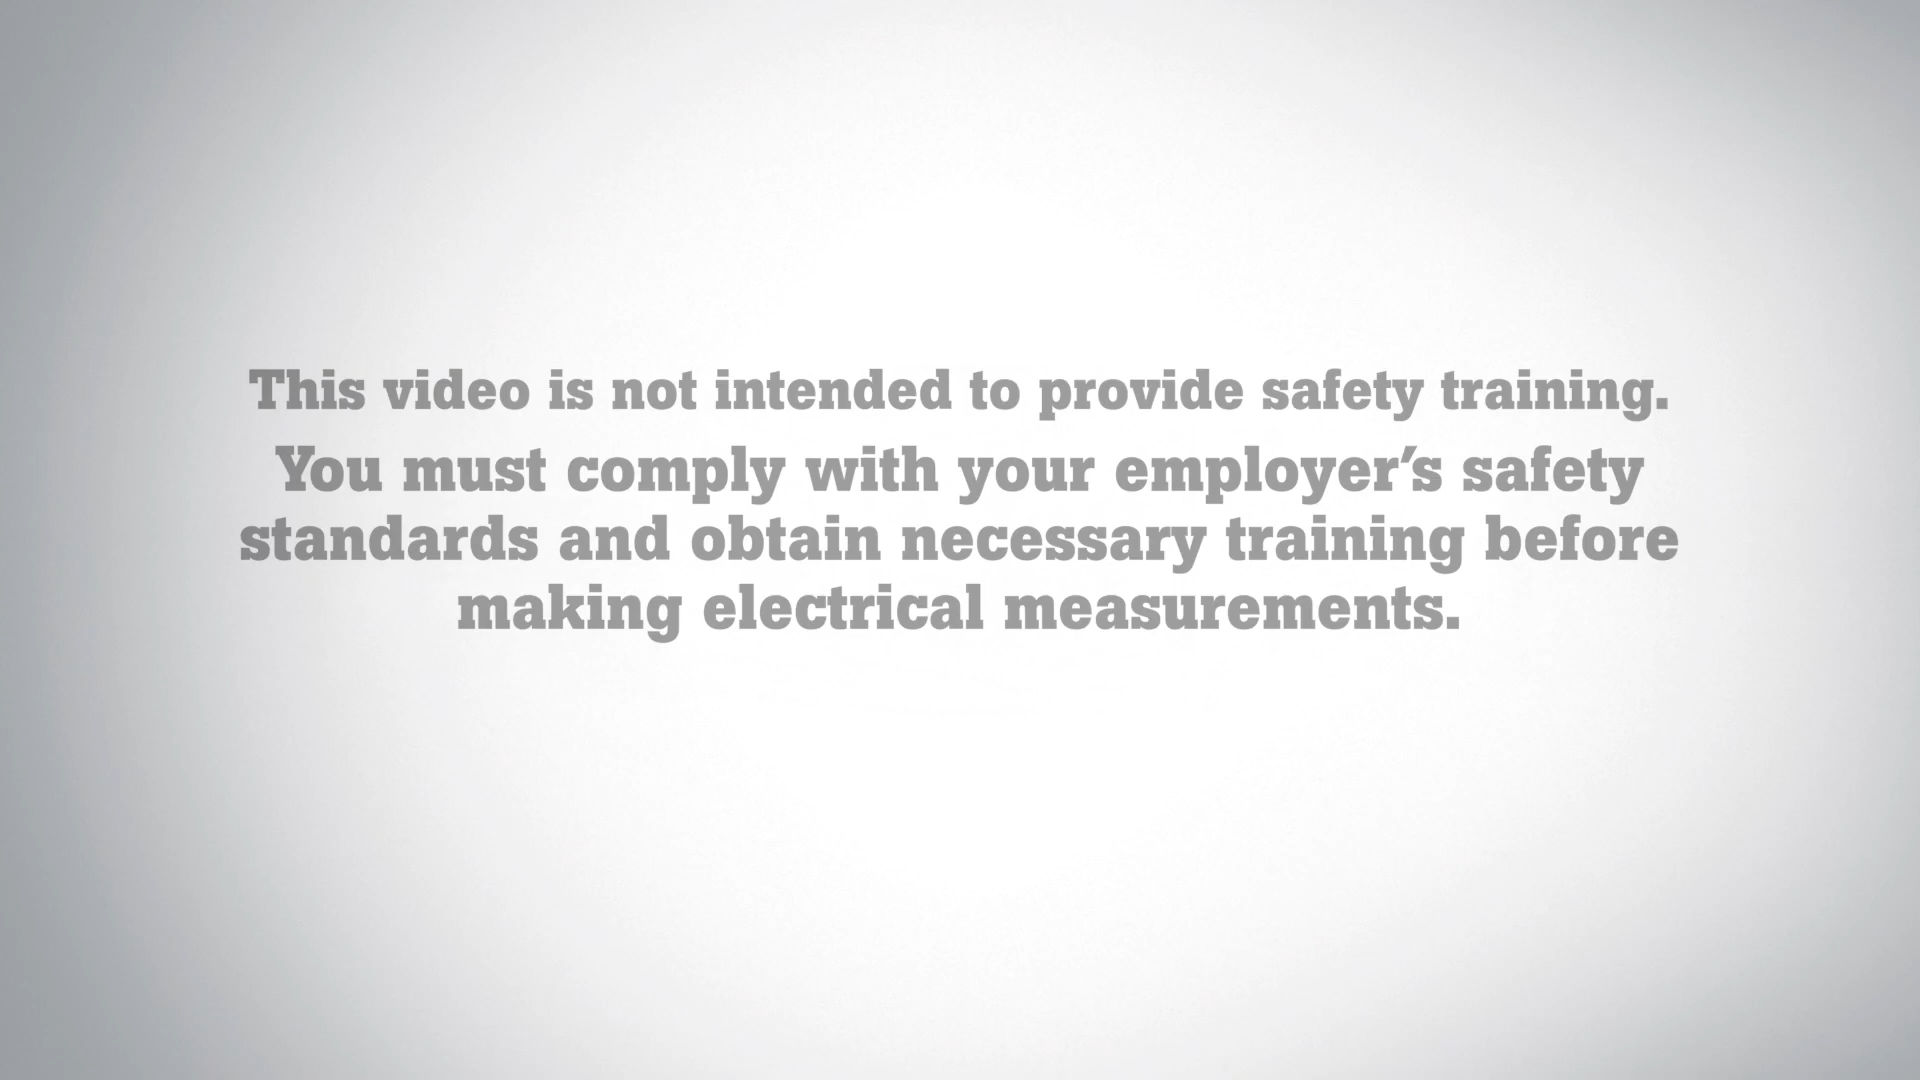 This video is not intended to provide safety training.
You must comply with your employer’s safety
standards and obtain necessary training before
making electrical measurements.